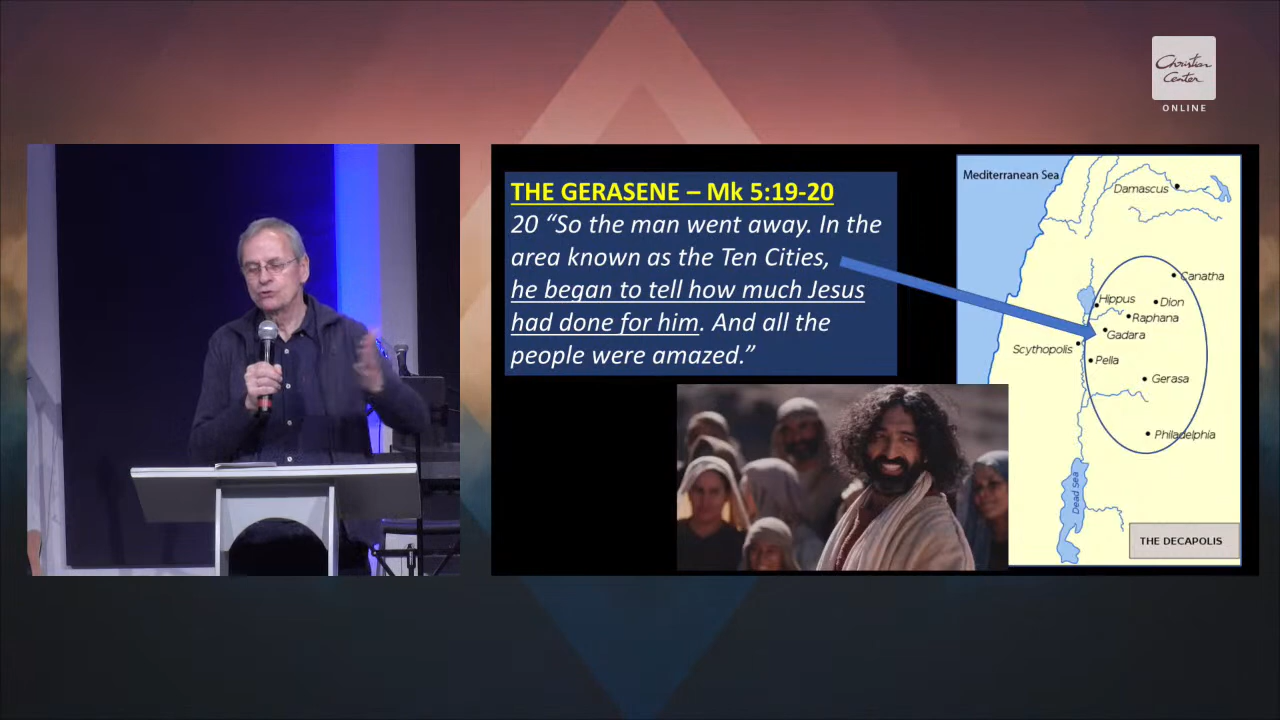 Christian
Center
ONLINE
THE GERASENE – Mk 5:19-20
20 “So the man went away. In the
area known as the Ten Cities,
he began to tell how much Jesus
had done for him. And all the
people were amazed.”
Mediterranean Sea
Damascus
Canatha
Hippus
Dion
Raphana
Gadara
Scythopolis
Pella
Gerasa
Philadelphia
Dead Sea
THE DECAPOLIS